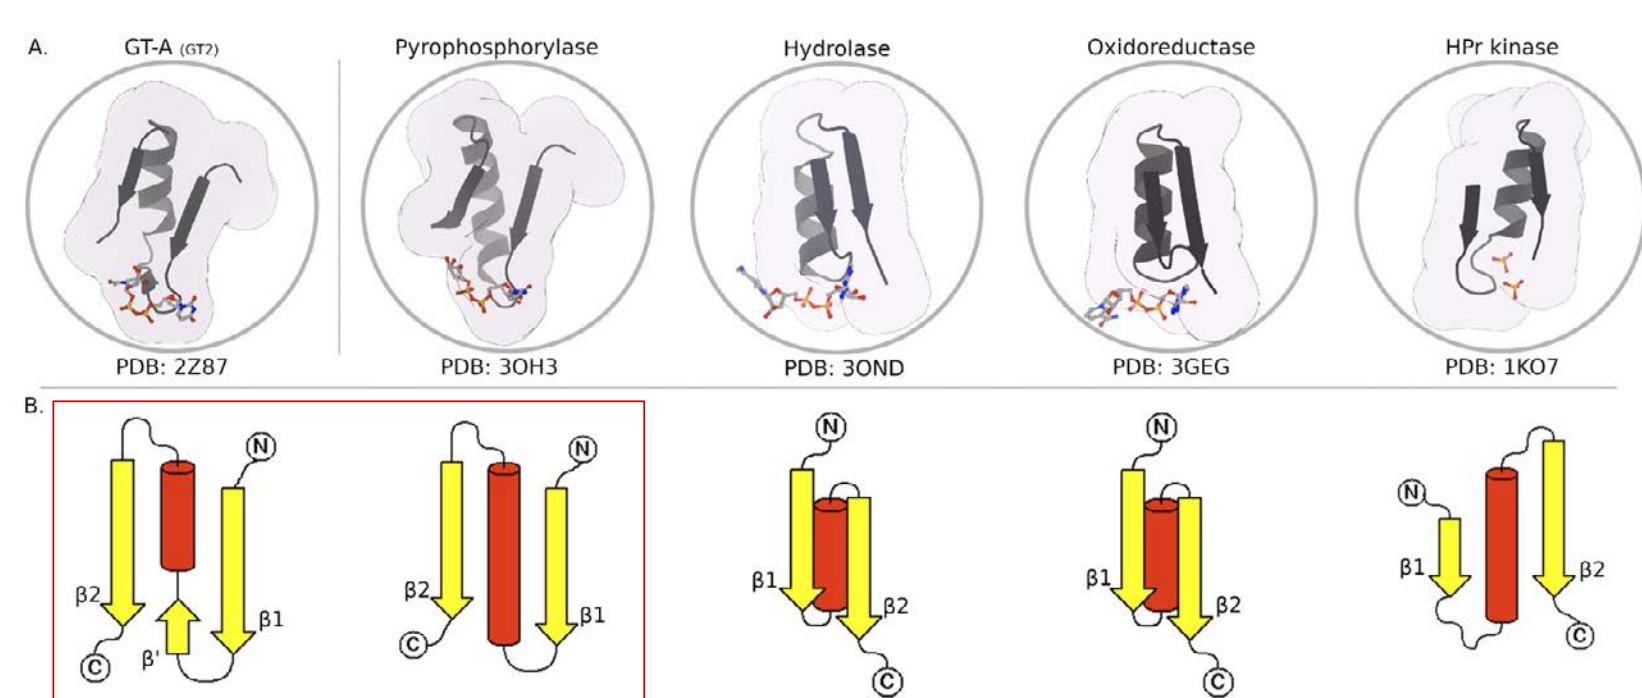 A.
GT-A (GT2)
Pyrophosphorylase
Hydrolase
Oxidoreductase
HPr kinase
PDB: 2Z87
PDB: 3OH3
PDB: 3OND
PDB: 3GEG
PDB: 1KO7
B.
N
β2
β'
β1
C
N
β2
β1
C
N
β1
β2
C
N
β1
β2
C
N
β1
β2
C